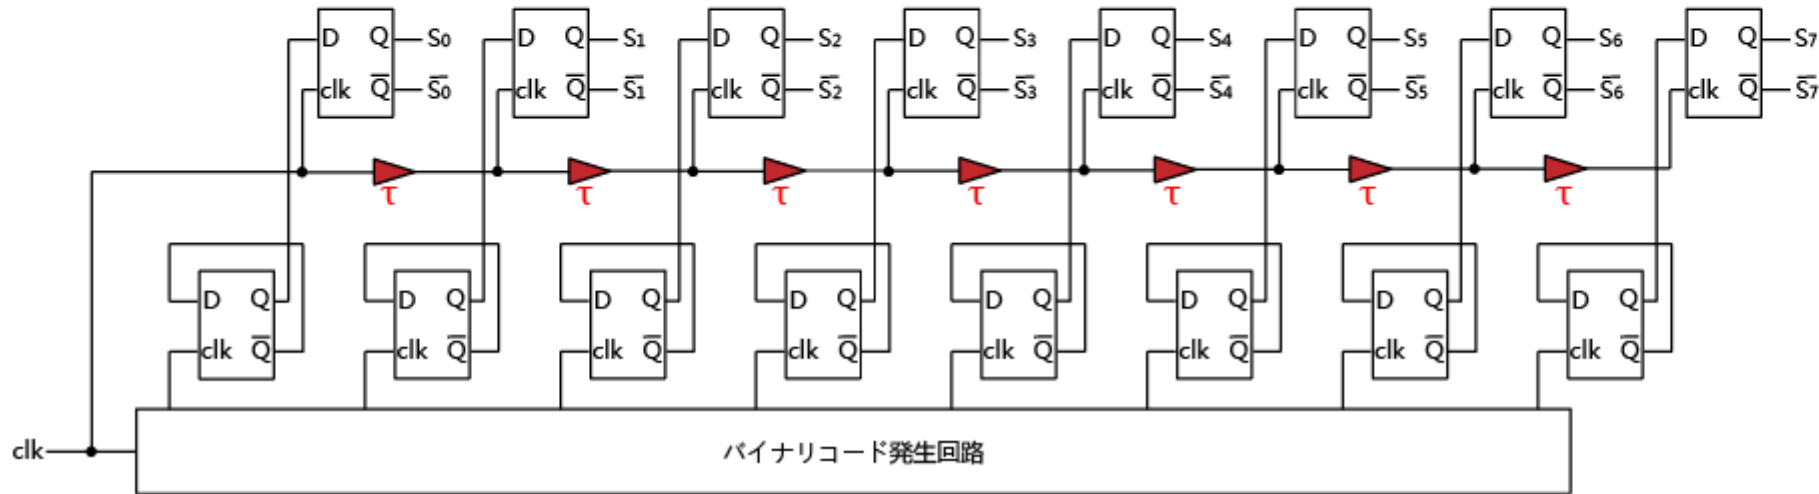 D Q S0 D Q S1 D Q S2 D Q S3 D Q S4 D Q S5 D Q S6 D Q S7
clk Q̅ S̅0 clk Q̅ S̅1 clk Q̅ S̅2 clk Q̅ S̅3 clk Q̅ S̅4 clk Q̅ S̅5 clk Q̅ S̅6 clk Q̅ S̅7
τ τ τ τ τ τ τ
D Q D Q D Q D Q D Q D Q D Q D Q
clk Q̅ clk Q̅ clk Q̅ clk Q̅ clk Q̅ clk Q̅ clk Q̅ clk Q̅
clk バイナリコード発生回路